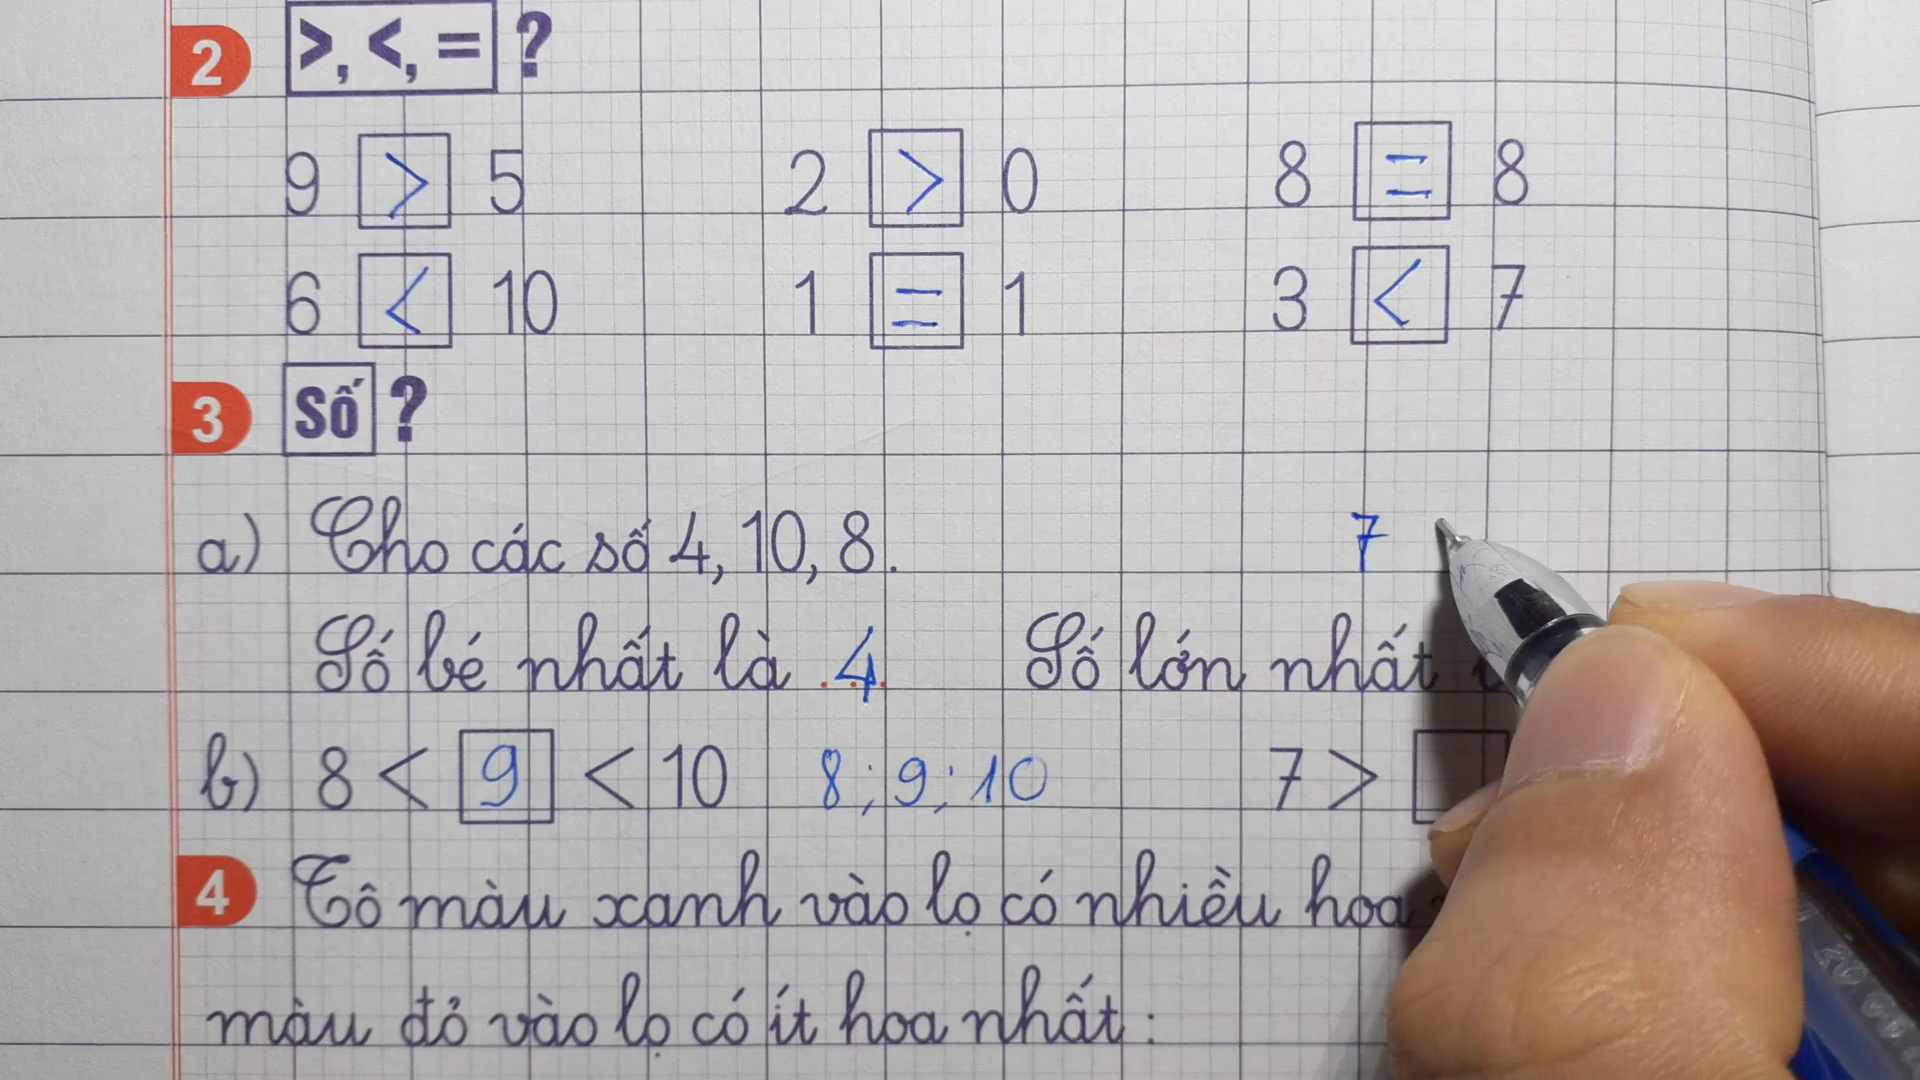 2 >, <, = ?
9 > 5 2 > 0 8 = 8
6 < 10 1 = 1 3 < 7
3 Số ?
a) Cho các số 4, 10, 8. 7
Số bé nhất là 4 Số lớn nhất
b) 8 < 9 < 10 8 ; 9 ; 10 7 >
4 Tô màu xanh vào lọ có nhiều hoa
màu đỏ vào lọ có ít hoa nhất :